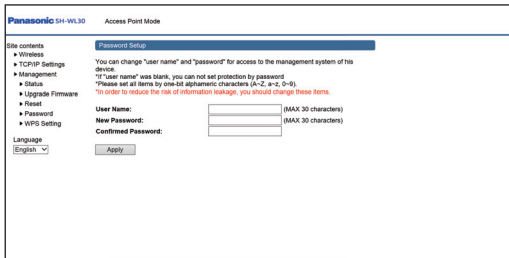 Panasonic SH-WL30 Access Point Mode
Site contents
Wireless
TCP/IP Settings
Management
Status
Upgrade Firmware
Reset
Password
WPS Setting
Language
English
Password Setup
You can change "user name" and "password" for access to the management system of his
device.
*If "user name" was blank, you can not set protection by password
*Please set all items by one-bit alphameric characters (A~Z, a~z, 0~9).
*In order to reduce the risk of information leakage, you should change these items.
User Name: (MAX 30 characters)
New Password: (MAX 30 characters)
Confirmed Password:
Apply